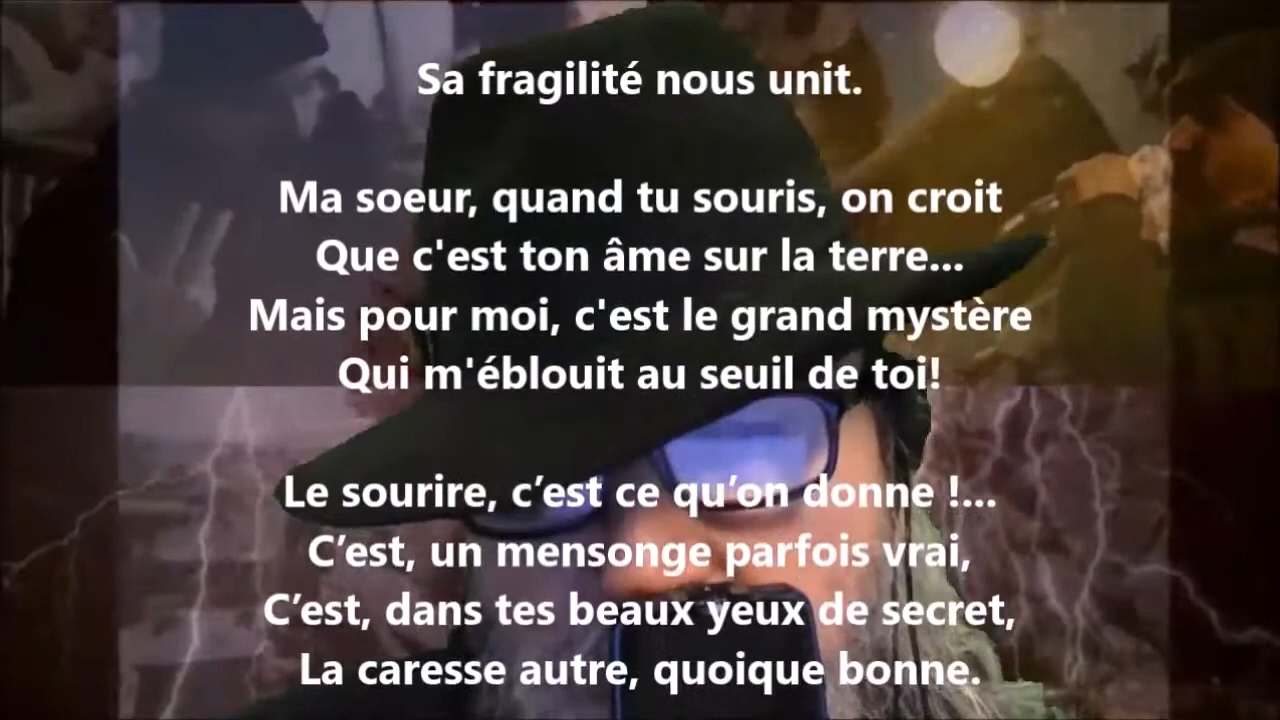 Sa fragilité nous unit.
Ma soeur, quand tu souris, on croit
Que c'est ton âme sur la terre...
Mais pour moi, c'est le grand mystère
Qui m'éblouit au seuil de toi!
Le sourire, c’est ce qu’on donne !...
C’est, un mensonge parfois vrai,
C’est, dans tes beaux yeux de secret,
La caresse autre, quoique bonne.